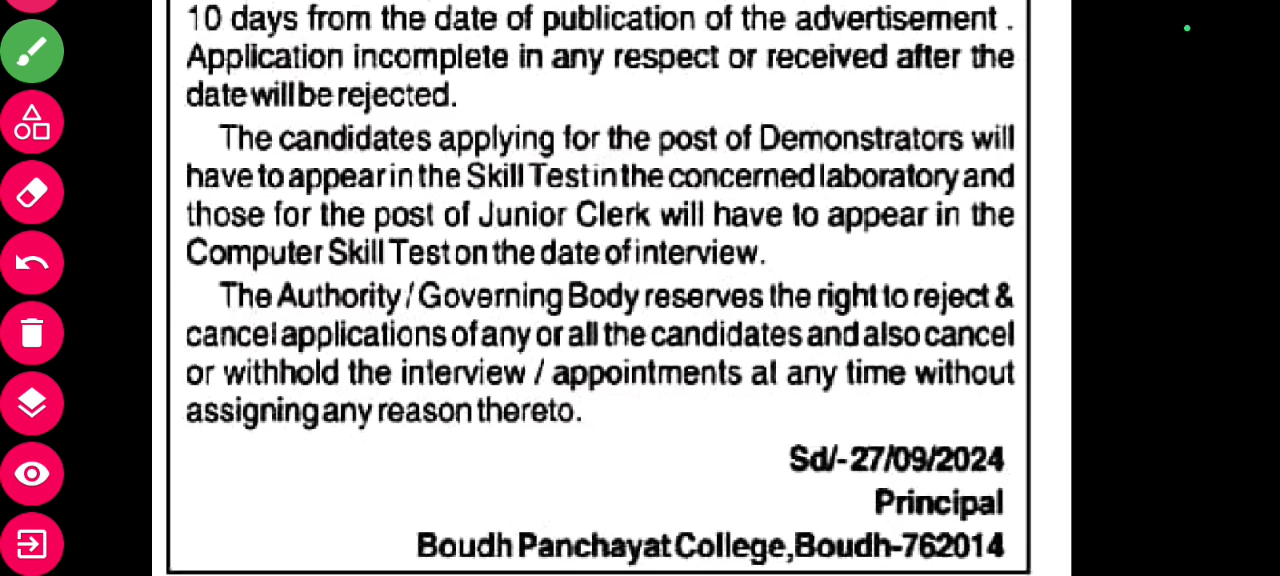 10 days from the date of publication of the advertisement .
Application incomplete in any respect or received after the
date will be rejected.
The candidates applying for the post of Demonstrators will
have to appear in the Skill Test in the concerned laboratory and
those for the post of Junior Clerk will have to appear in the
Computer Skill Test on the date of interview.
The Authority / Governing Body reserves the right to reject &
cancel applications of any or all the candidates and also cancel
or withhold the interview / appointments at any time without
assigning any reason thereto.
Sd/- 27/09/2024
Principal
Boudh Panchayat College,Boudh-762014